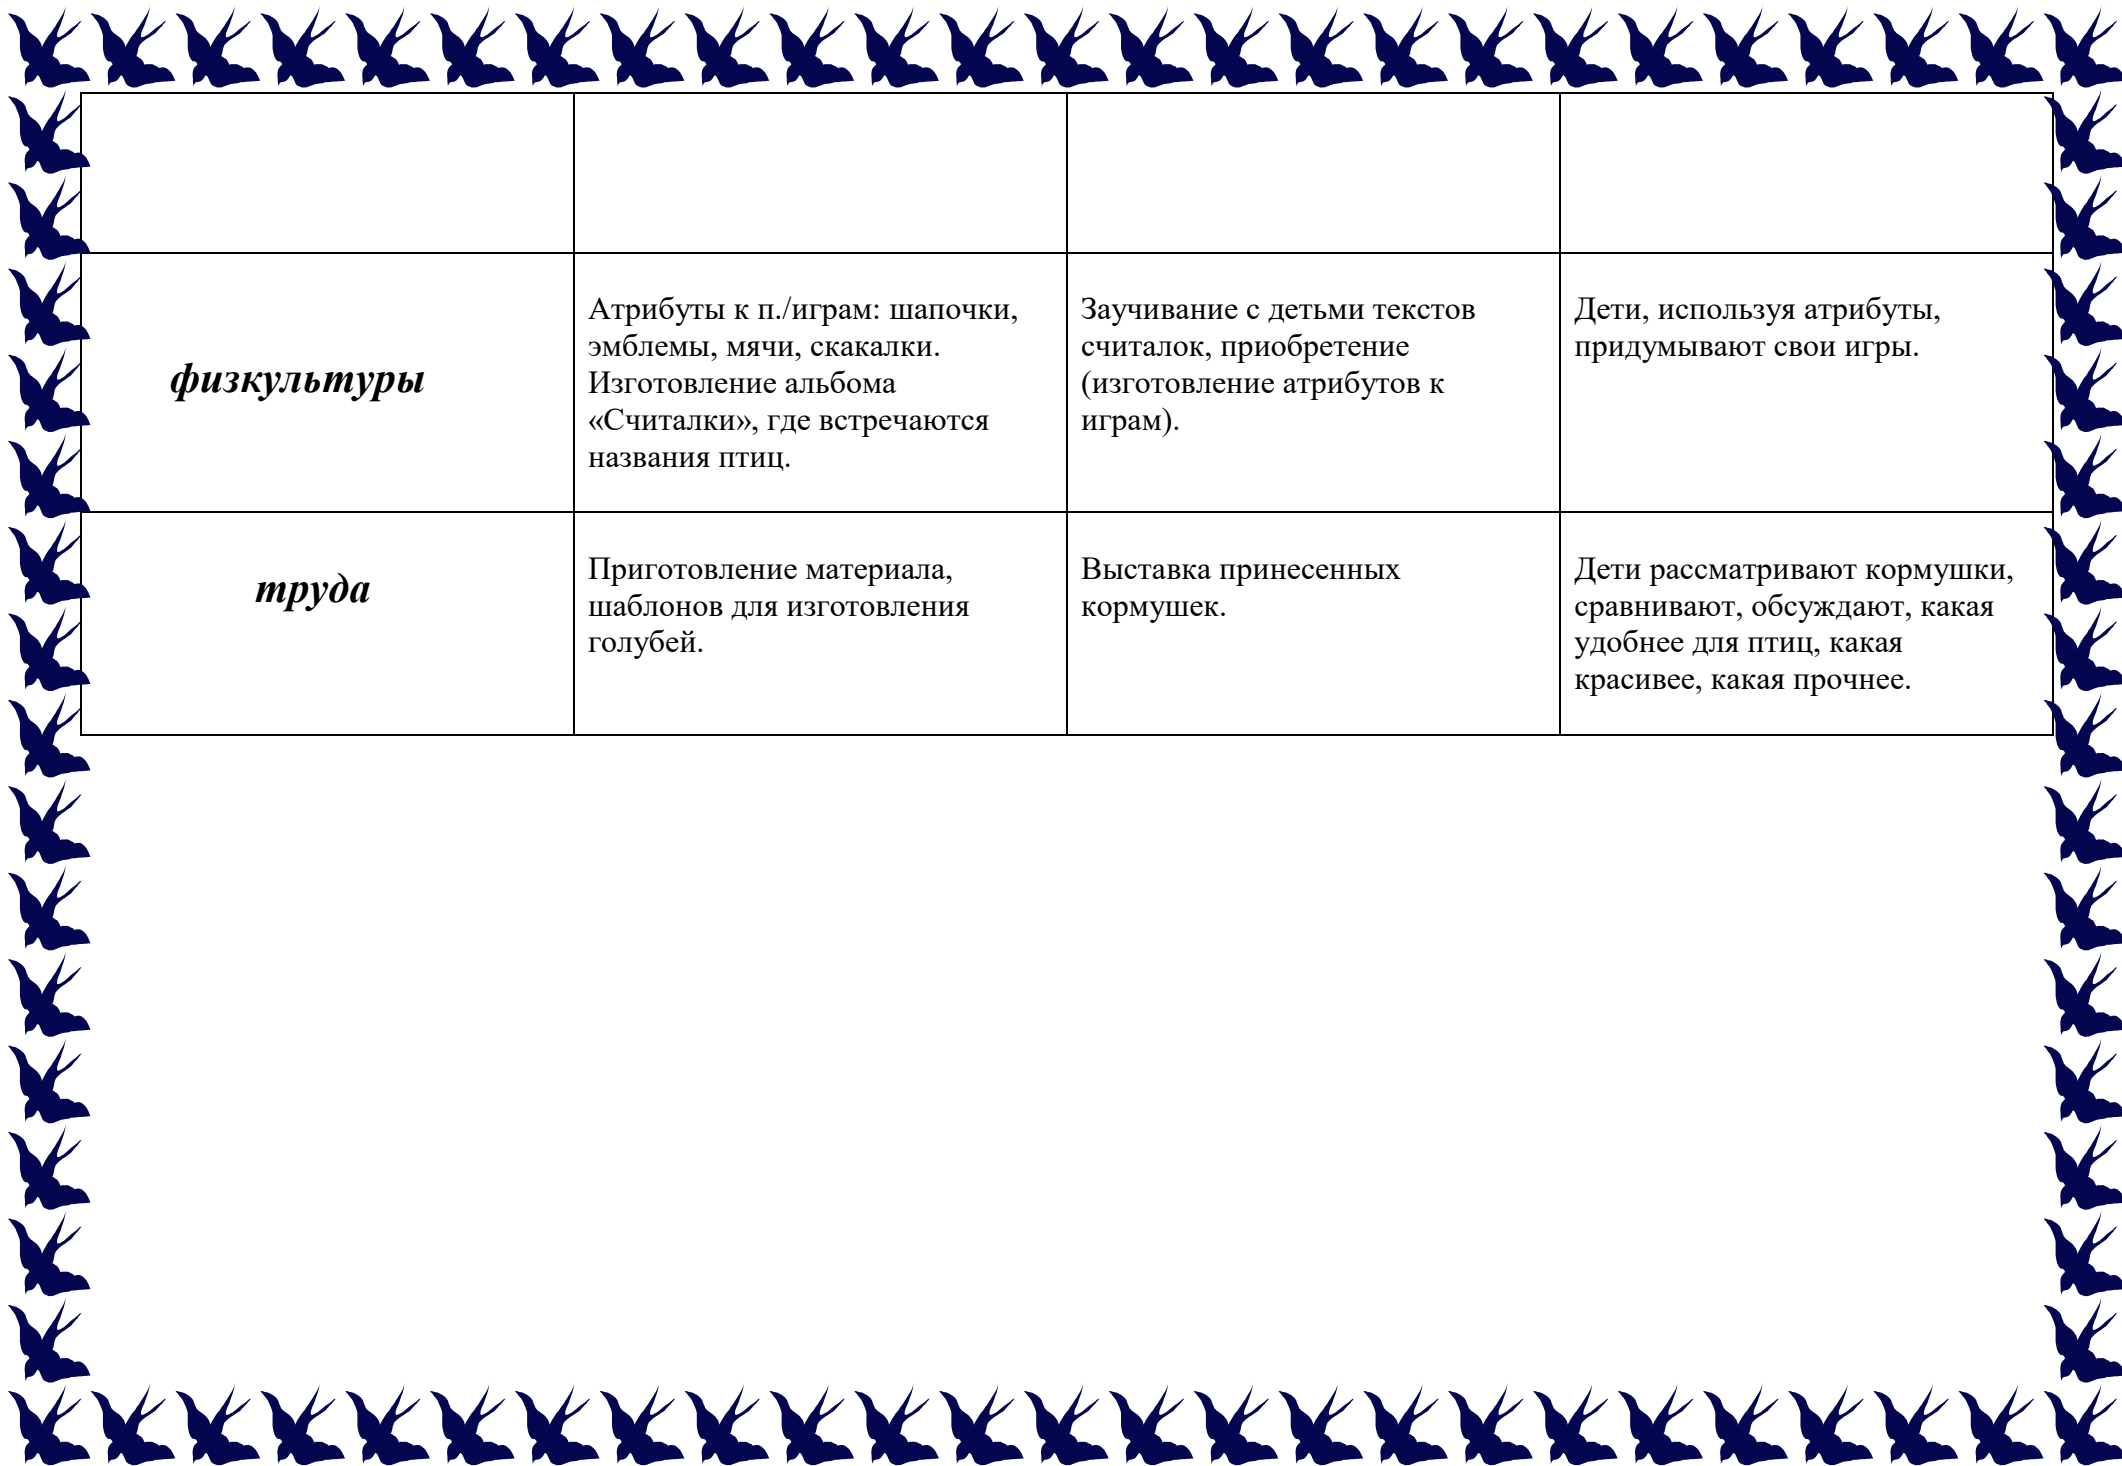 физкультуры
Атрибуты к п./играм: шапочки,
эмблемы, мячи, скакалки.
Изготовление альбома
«Считалки», где встречаются
названия птиц.
Заучивание с детьми текстов
считалок, приобретение
(изготовление атрибутов к
играм).
Дети, используя атрибуты,
придумывают свои игры.
труда
Приготовление материала,
шаблонов для изготовления
голубей.
Выставка принесенных
кормушек.
Дети рассматривают кормушки,
сравнивают, обсуждают, какая
удобнее для птиц, какая
красивее, какая прочнее.